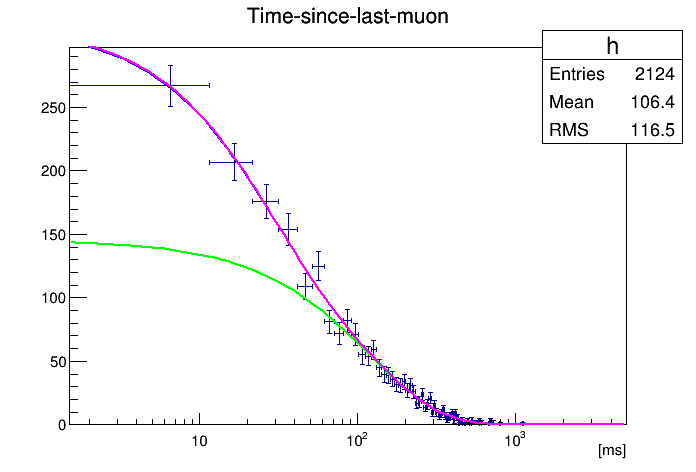 Time-since-last-muon
h
Entries 2124
Mean 106.4
RMS 116.5
250
200
150
100
50
0
10 10² 10³
[ms]